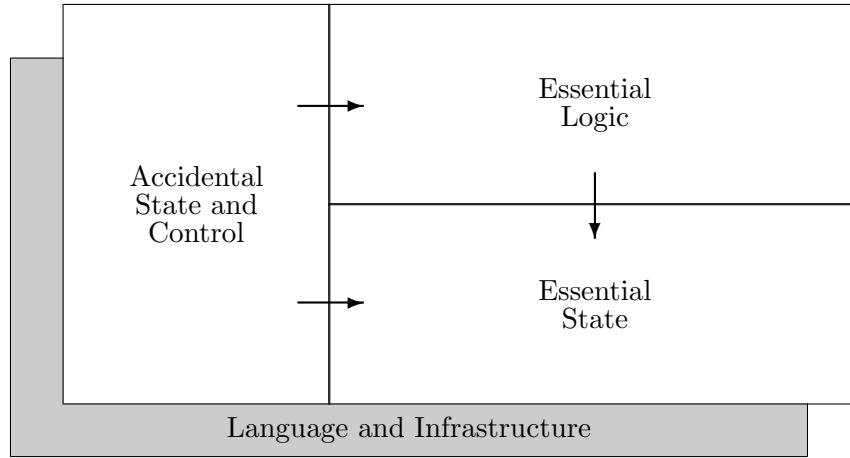 Essential
Logic
Accidental
State and
Control
Essential
State
Language and Infrastructure